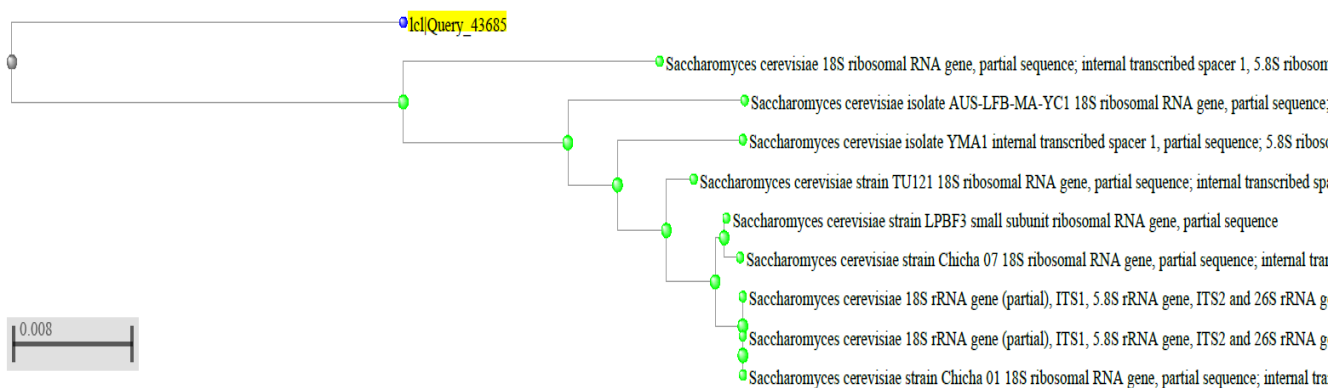 lcl|Query_43685
Saccharomyces cerevisiae 18S ribosomal RNA gene, partial sequence; internal transcribed spacer 1, 5.8S ribosom
Saccharomyces cerevisiae isolate AUS-LFB-MA-YC1 18S ribosomal RNA gene, partial sequence;
Saccharomyces cerevisiae isolate YMA1 internal transcribed spacer 1, partial sequence; 5.8S riboso
Saccharomyces cerevisiae strain TU121 18S ribosomal RNA gene, partial sequence; internal transcribed spa
Saccharomyces cerevisiae strain LPBF3 small subunit ribosomal RNA gene, partial sequence
Saccharomyces cerevisiae strain Chicha 07 18S ribosomal RNA gene, partial sequence; internal tran
Saccharomyces cerevisiae 18S rRNA gene (partial), ITS1, 5.8S rRNA gene, ITS2 and 26S rRNA g
0.008
Saccharomyces cerevisiae 18S rRNA gene (partial), ITS1, 5.8S rRNA gene, ITS2 and 26S rRNA g
Saccharomyces cerevisiae strain Chicha 01 18S ribosomal RNA gene, partial sequence; internal tran